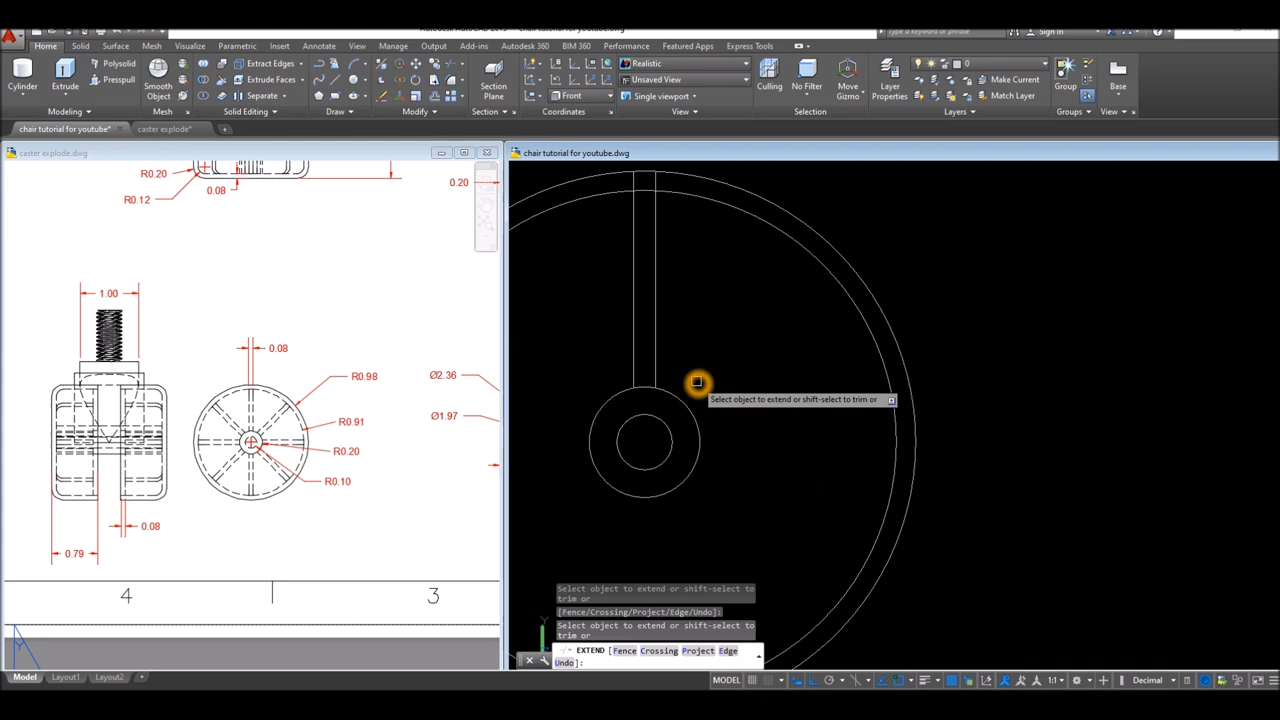 Autodesk AutoCAD 2015 chair tutorial for youtube.dwg
Type a keyword or phrase
Sign In
Home Solid Surface Mesh Visualize Parametric Insert Annotate View Manage Output Add-ins Autodesk 360 BIM 360 Performance Featured Apps Express Tools
Polysolid Extract Edges Realistic 0
Presspull Extrude Faces Unsaved View Make Current
Cylinder Extrude Smooth Object Separate Section Plane Front Single viewport Culling No Filter Move Gizmo Layer Properties Match Layer Group Base
Modeling Mesh Solid Editing Draw Modify Section Coordinates View Selection Layers Groups View
chair tutorial for youtube* caster explode*
caster explode.dwg
chair tutorial for youtube.dwg
R0.20
0.08
R0.12
0.20
1.00
0.08
Ø2.36
R0.98
Ø1.97
R0.91
R0.20
R0.10
0.08
0.79
4 3
Y
Select object to extend or shift-select to trim or
Select object to extend or shift-select to
trim or
[Fence/Crossing/Project/Edge/Undo]:
Select object to extend or shift-select to
trim or
EXTEND [Fence Crossing Project Edge
Undo]:
Model Layout1 Layout2
MODEL 1:1 Decimal